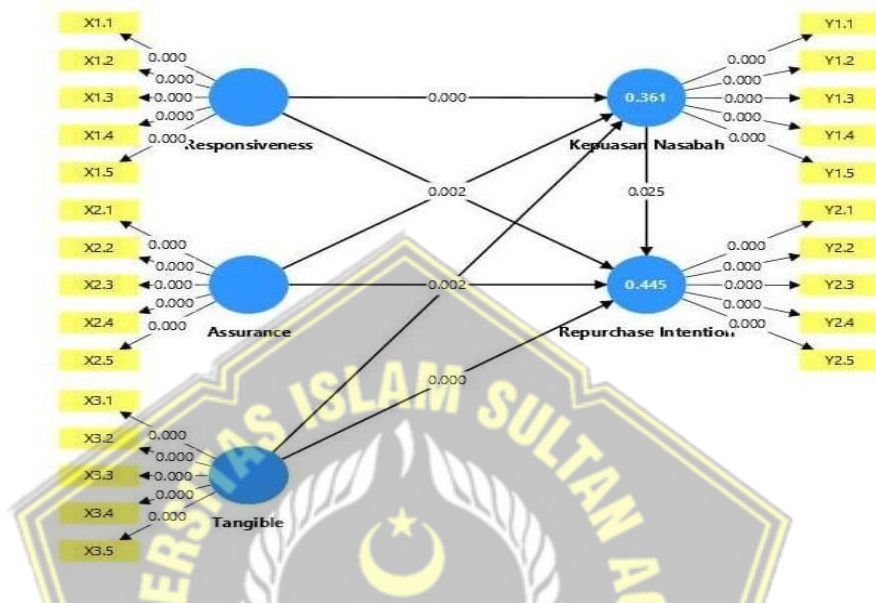 X1.1
X1.2
X1.3
X1.4
X1.5
0.000
0.000
0.000
0.000
0.000
Responsiveness
X2.1
X2.2
X2.3
X2.4
X2.5
0.000
0.000
0.000
0.000
0.000
Assurance
X3.1
X3.2
X3.3
X3.4
X3.5
0.000
0.000
0.000
0.000
0.000
Tangible
0.000
0.002
0.002
0.000
0.025
0.361
Kepuasan Nasabah
0.000
0.000
0.000
0.000
0.000
Y1.1
Y1.2
Y1.3
Y1.4
Y1.5
0.445
Repurchase Intention
0.000
0.000
0.000
0.000
0.000
Y2.1
Y2.2
Y2.3
Y2.4
Y2.5
ERSITAS ISLAM SULTAN AG